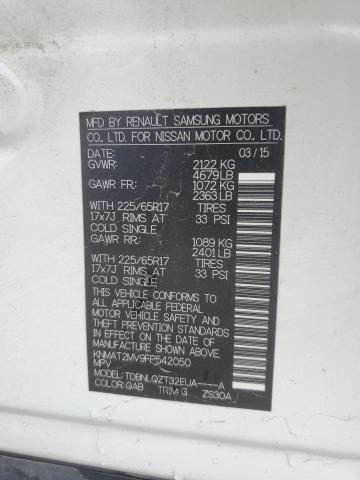 MFD BY RENAULT SAMSUNG MOTORS
CO., LTD. FOR NISSAN MOTOR CO., LTD.
DATE: 03/15
GVWR: 2122 KG
4679 LB
GAWR FR: 1072 KG
2363 LB
WITH 225/65R17 TIRES
17x7J RIMS AT 33 PSI
COLD SINGLE
GAWR RR: 1089 KG
2401 LB
WITH 225/65R17 TIRES
17x7J RIMS AT 33 PSI
COLD SINGLE
THIS VEHICLE CONFORMS TO ALL
APPLICABLE FEDERAL MOTOR VEHICLE
SAFETY, BUMPER, AND THEFT PREVENTION
STANDARDS IN EFFECT ON THE DATE OF
MANUFACTURE SHOWN ABOVE.
KNMAT2MV9FP542050
MPV
MODEL: TDBNLQZT32EUA----A
COLOR: QAB TRIM: G ZS30A